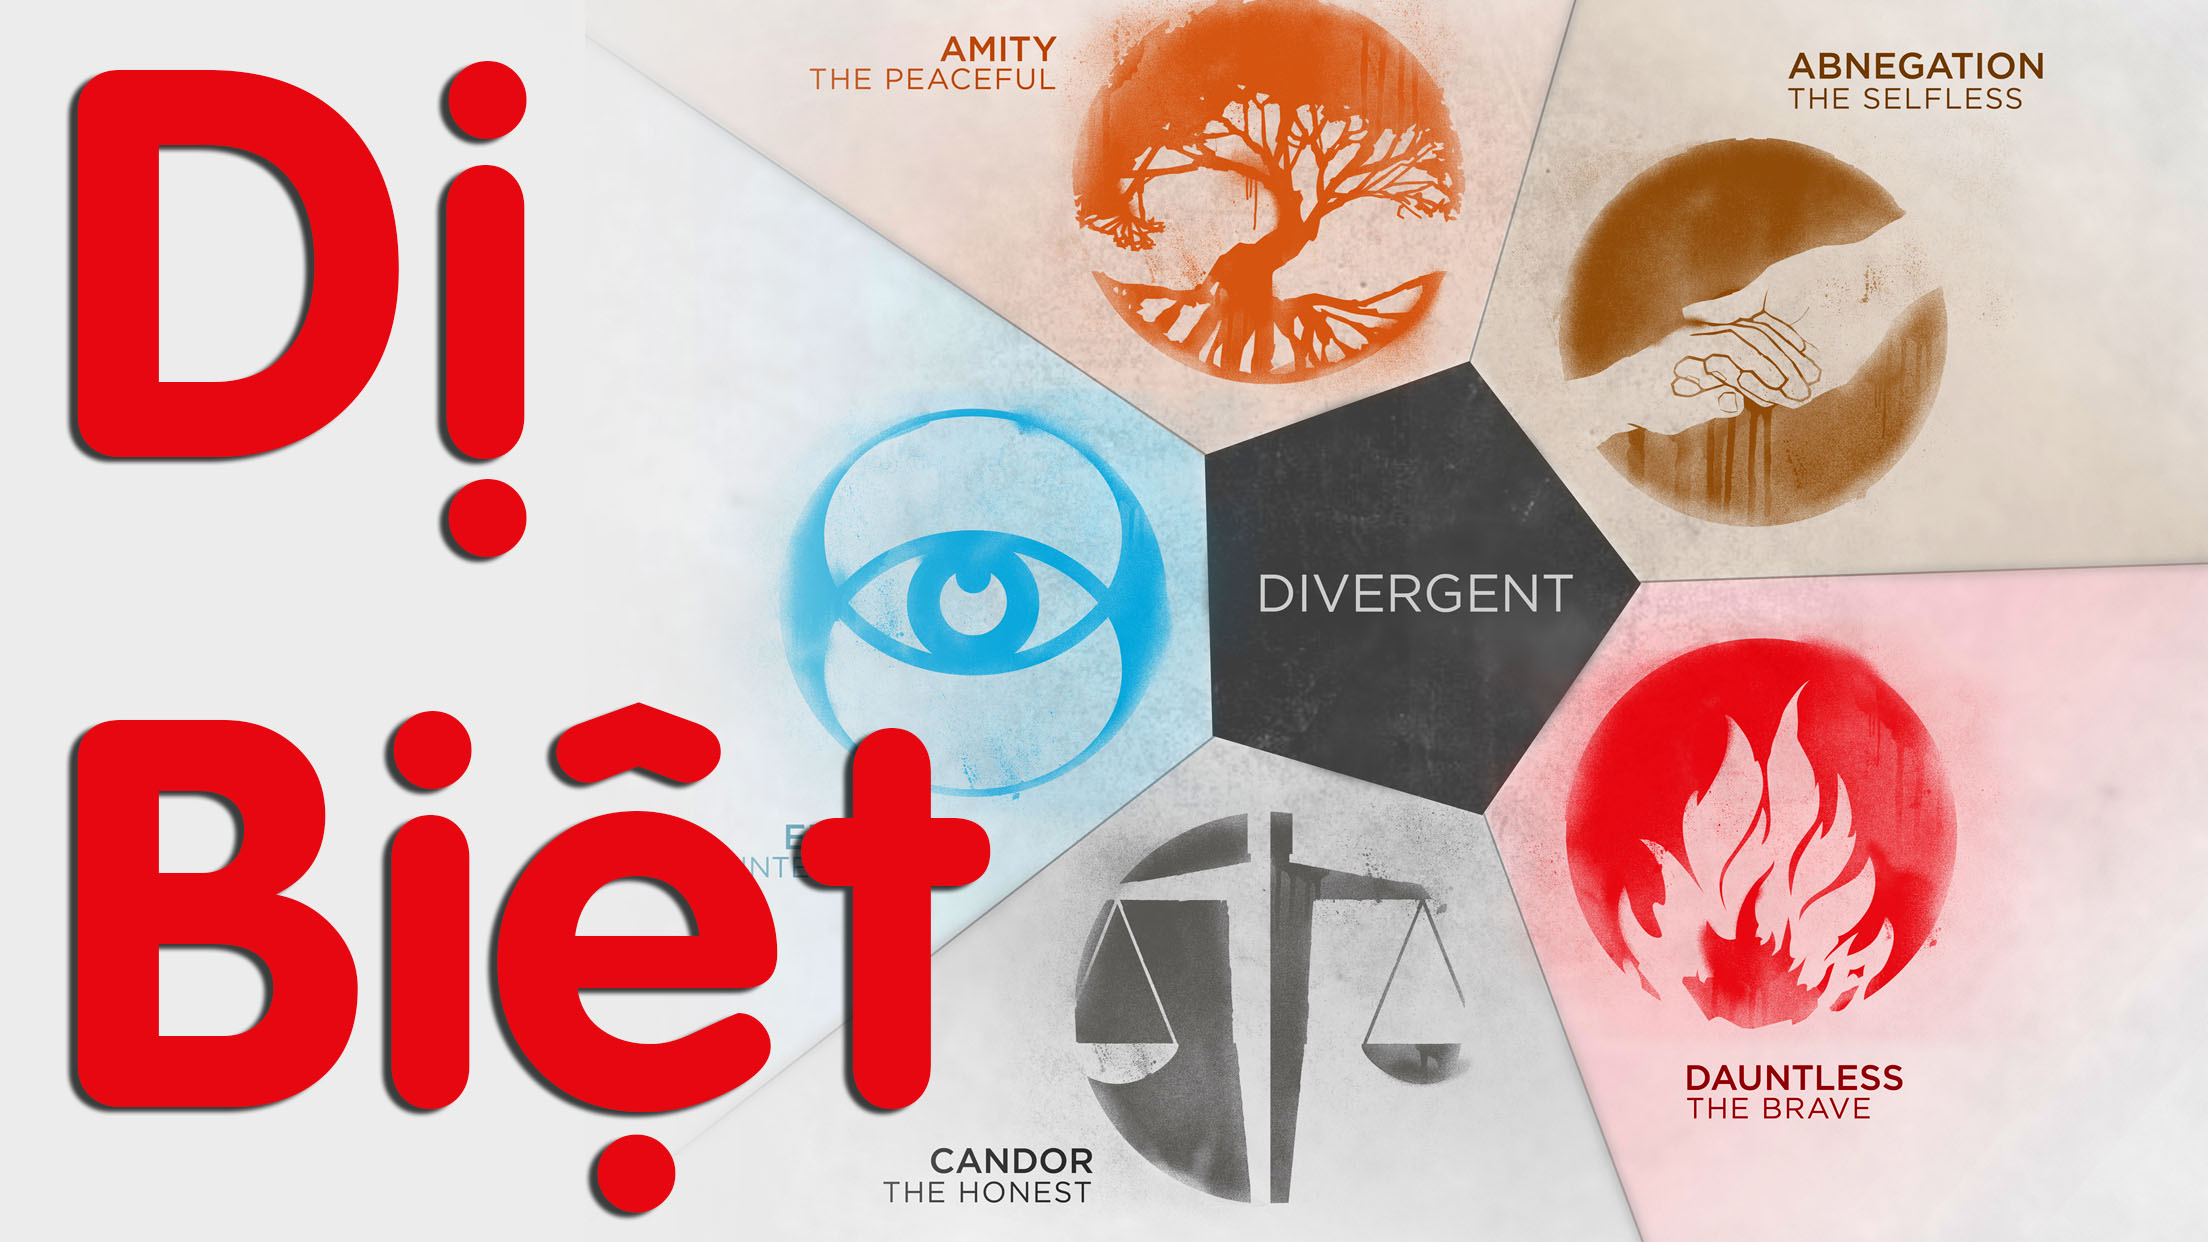 Dị
Biệt
AMITY
THE PEACEFUL
ABNEGATION
THE SELFLESS
DIVERGENT
DAUNTLESS
THE BRAVE
CANDOR
THE HONEST